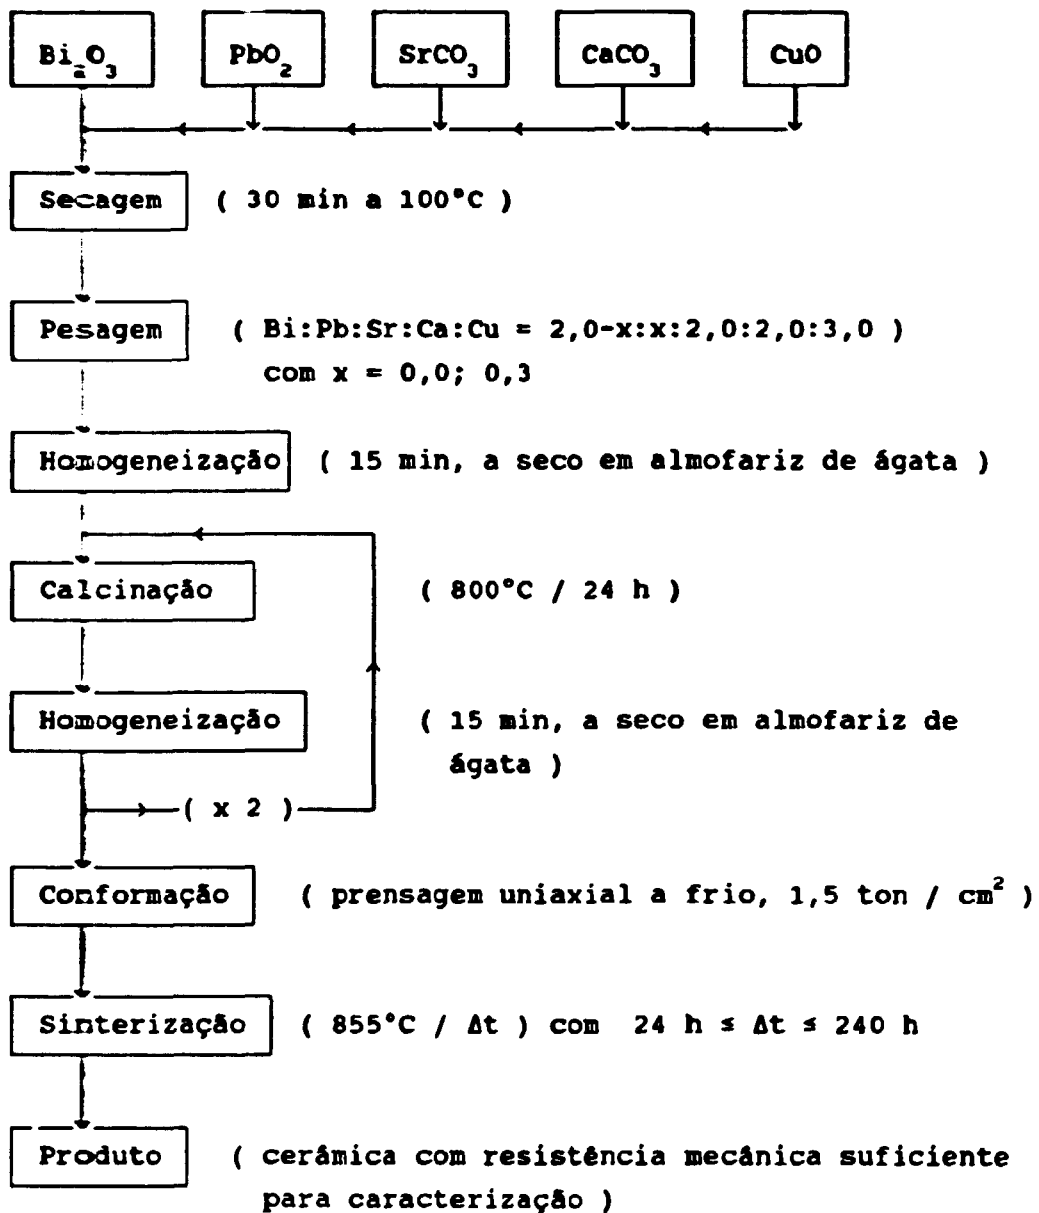 Bi₂O₃ PbO₂ SrCO₃ CaCO₃ CuO
Secagem ( 30 min a 100°C )
Pesagem ( Bi:Pb:Sr:Ca:Cu = 2,0-x:x:2,0:2,0:3,0 )
com x = 0,0; 0,3
Homogeneização ( 15 min, a seco em almofariz de ágata )
Calcinação ( 800°C / 24 h )
Homogeneização ( 15 min, a seco em almofariz de
ágata )
( x 2 )
Conformação ( prensagem uniaxial a frio, 1,5 ton / cm² )
Sinterização ( 855°C / Δt ) com 24 h ≤ Δt ≤ 240 h
Produto ( cerâmica com resistência mecânica suficiente
para caracterização )